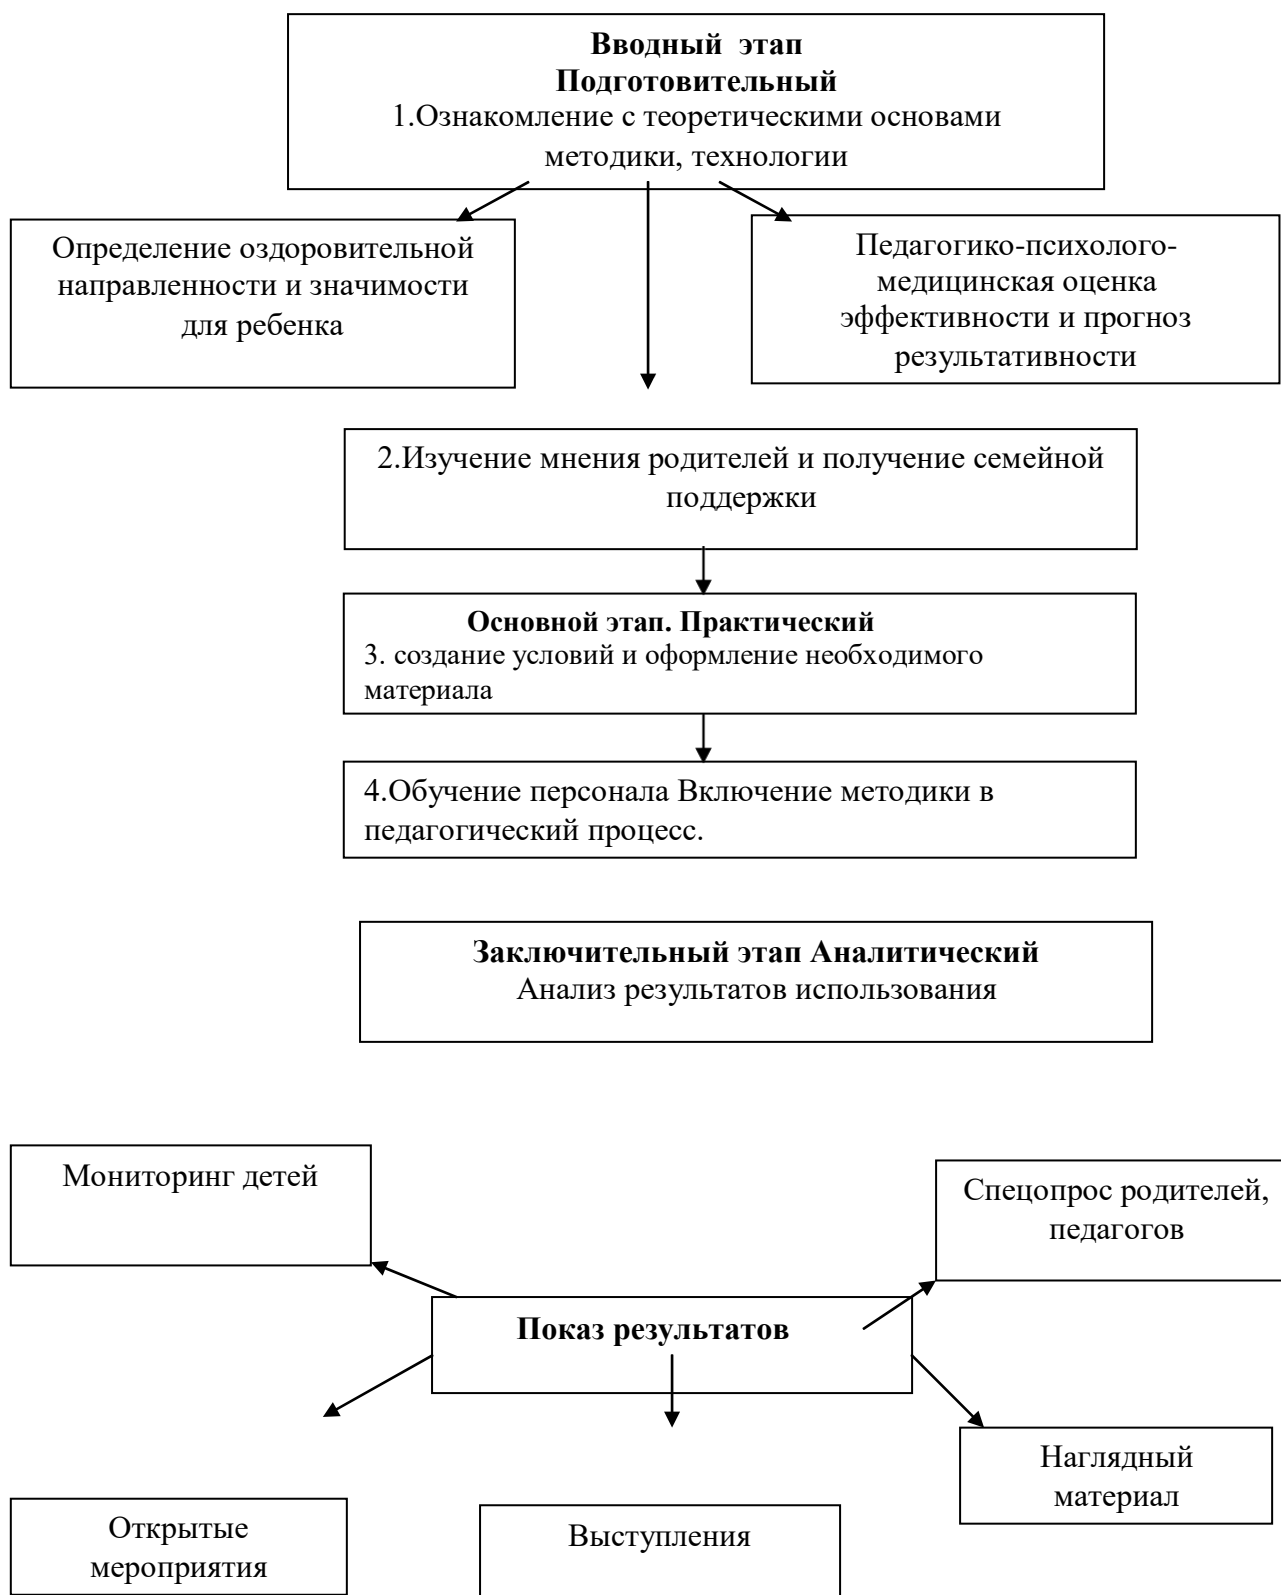 Вводный этап
Подготовительный
1.Ознакомление с теоретическими основами
методики, технологии
Определение оздоровительной
направленности и значимости
для ребенка
Педагогико-психолого-
медицинская оценка
эффективности и прогноз
результативности
2.Изучение мнения родителей и получение семейной
поддержки
Основной этап. Практический
3. создание условий и оформление необходимого
материала
4.Обучение персонала Включение методики в
педагогический процесс.
Заключительный этап Аналитический
Анализ результатов использования
Мониторинг детей
Спецопрос родителей,
педагогов
Показ результатов
Наглядный
материал
Открытые
мероприятия
Выступления